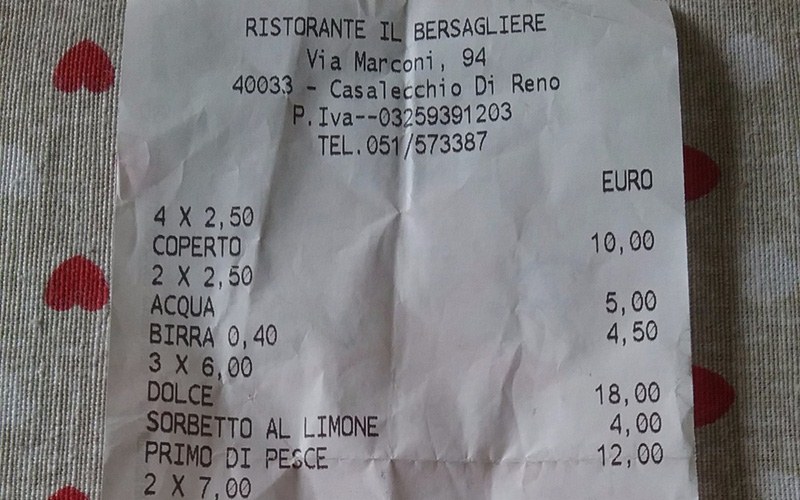 RISTORANTE IL BERSAGLIERE
Via Marconi, 94
40033 - Casalecchio Di Reno
P.Iva--03259391203
TEL.051/573387
EURO
4 X 2,50
COPERTO 10,00
2 X 2,50
ACQUA 5,00
BIRRA 0,40 4,50
3 X 6,00
DOLCE 18,00
SORBETTO AL LIMONE 4,00
PRIMO DI PESCE 12,00
2 X 7,00